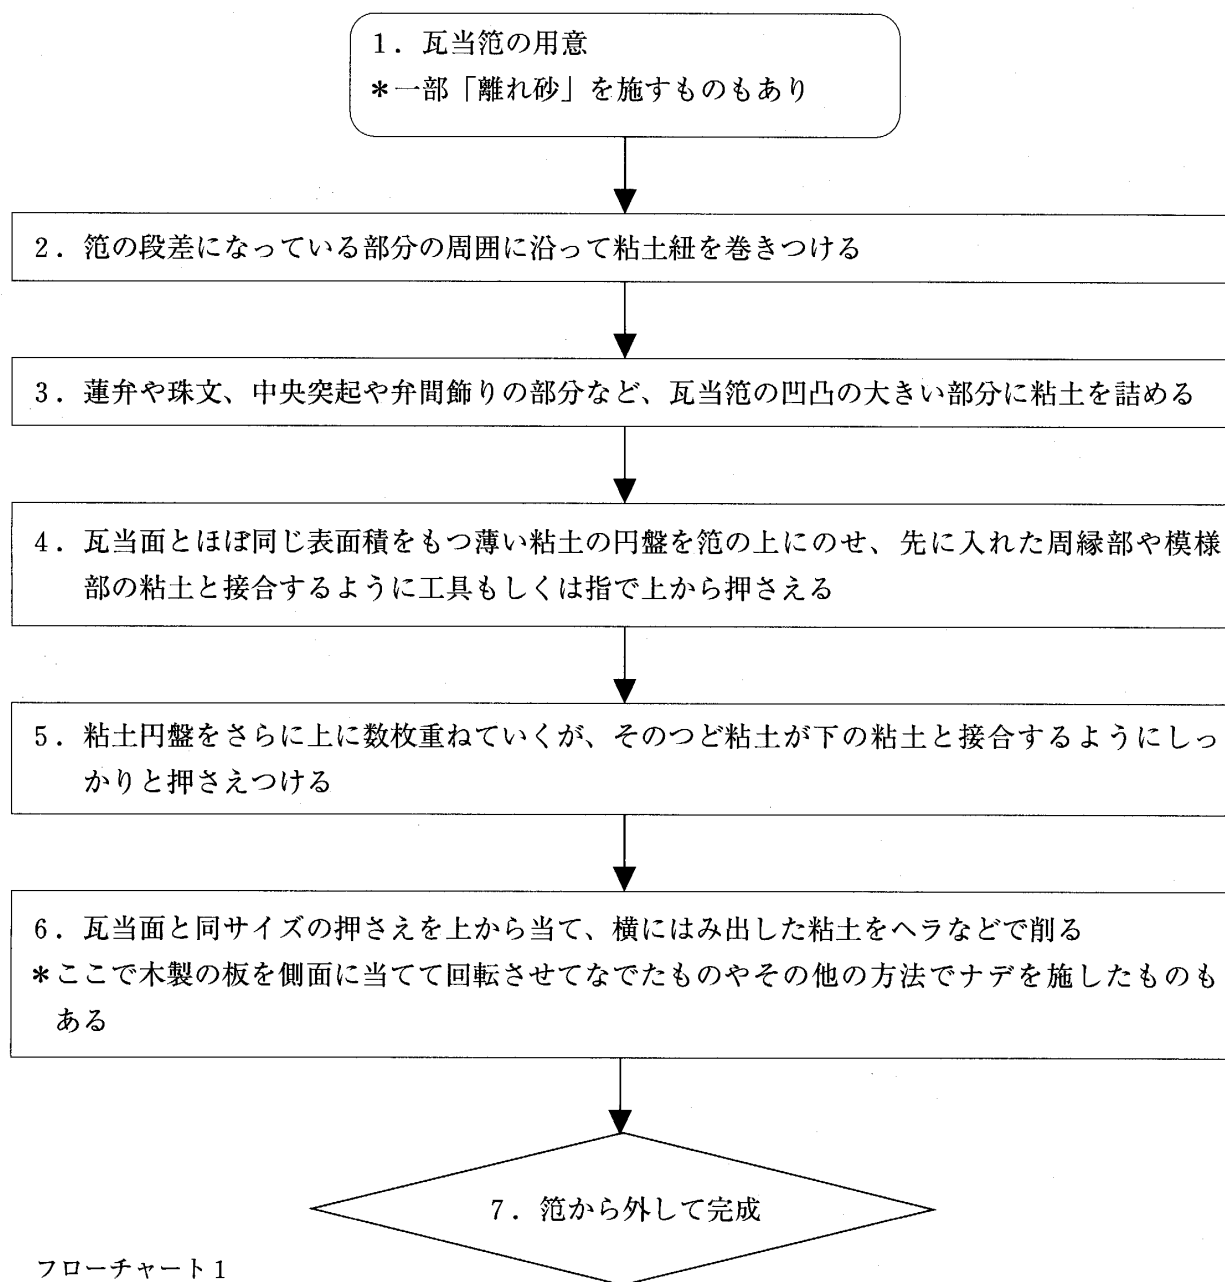 1．瓦当笵の用意
＊一部「離れ砂」を施すものもあり
2．笵の段差になっている部分の周囲に沿って粘土紐を巻きつける
3．蓮弁や珠文、中央突起や弁間飾りの部分など、瓦当笵の凹凸の大きい部分に粘土を詰める
4．瓦当面とほぼ同じ表面積をもつ薄い粘土の円盤を笵の上にのせ、先に入れた周縁部や模様
部の粘土と接合するように工具もしくは指で上から押さえる
5．粘土円盤をさらに上に数枚重ねていくが、そのつど粘土が下の粘土と接合するようにしっ
かりと押さえつける
6．瓦当面と同サイズの押さえを上から当て、横にはみ出した粘土をヘラなどで削る
＊ここで木製の板を側面に当てて回転させてなでたものやその他の方法でナデを施したものも
ある
7．笵から外して完成
フローチャート1